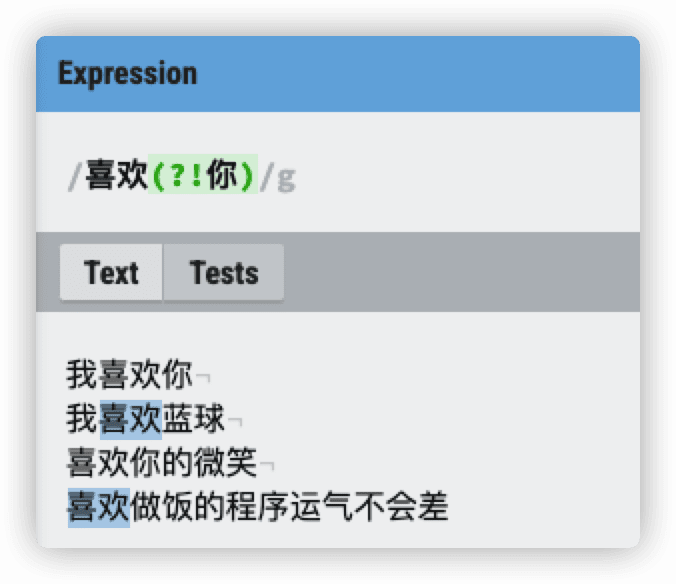 Expression
/喜欢(?!你)/g
Text Tests
我喜欢你¬
我喜欢蓝球¬
喜欢你的微笑¬
喜欢做饭的程序运气不会差